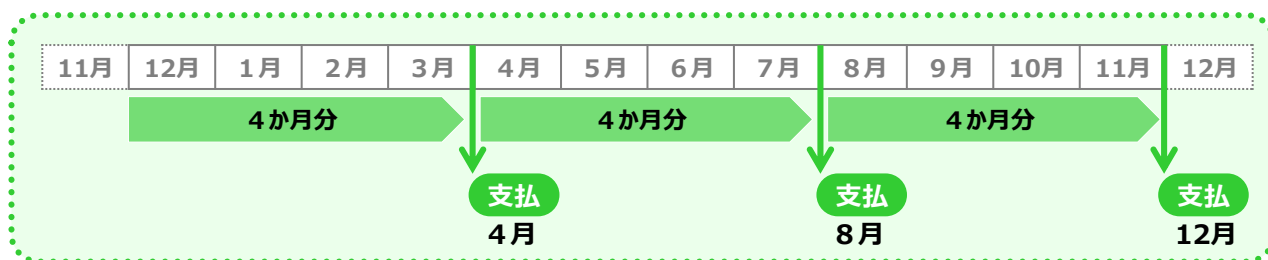 11月 12月 1月 2月 3月 4月 5月 6月 7月 8月 9月 10月 11月 12月
4か月分 4か月分 4か月分
支払 支払 支払
4月 8月 12月